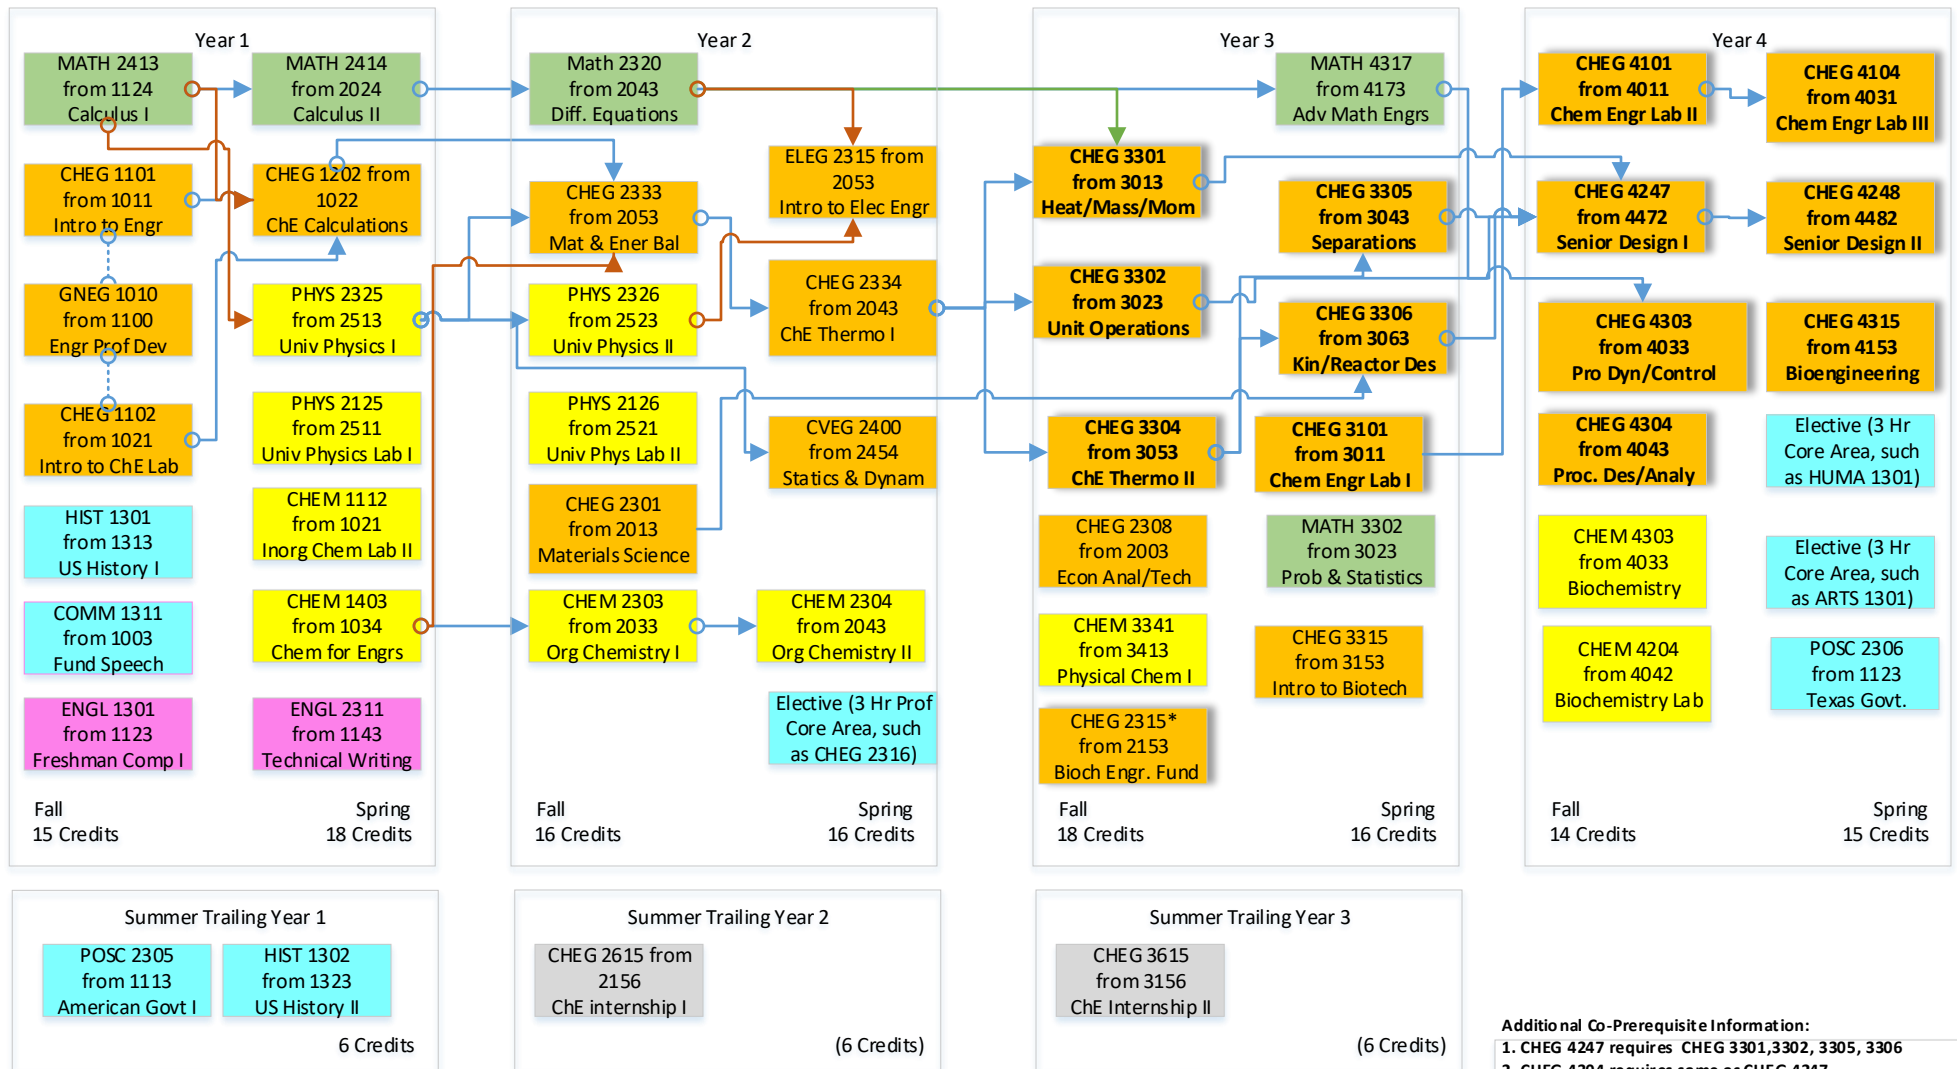 Year 1
MATH 2413
from 1124
Calculus I
MATH 2414
from 2024
Calculus II
CHEG 1101
from 1011
Intro to Engr
CHEG 1202 from
1022
ChE Calculations
GNEG 1010
from 1100
Engr Prof Dev
PHYS 2325
from 2513
Univ Physics I
CHEG 1102
from 1021
Intro to ChE Lab
PHYS 2125
from 2511
Univ Physics Lab I
HIST 1301
from 1313
US History I
CHEM 1112
from 1021
Inorg Chem Lab II
COMM 1311
from 1003
Fund Speech
CHEM 1403
from 1034
Chem for Engrs
ENGL 1301
from 1123
Freshman Comp I
ENGL 2311
from 1143
Technical Writing
Fall
15 Credits
Spring
18 Credits
Year 2
Math 2320
from 2043
Diff. Equations
ELEG 2315 from
2053
Intro to Elec Engr
CHEG 2333
from 2053
Mat & Ener Bal
CHEG 2334
from 2043
ChE Thermo I
PHYS 2326
from 2523
Univ Physics II
PHYS 2126
from 2521
Univ Phys Lab II
CVEG 2400
from 2454
Statics & Dynam
CHEG 2301
from 2013
Materials Science
CHEM 2303
from 2033
Org Chemistry I
CHEM 2304
from 2043
Org Chemistry II
Elective (3 Hr Prof
Core Area, such
as CHEG 2316)
Fall
16 Credits
Spring
16 Credits
Year 3
MATH 4317
from 4173
Adv Math Engrs
CHEG 3301
from 3013
Heat/Mass/Mom
CHEG 3305
from 3043
Separations
CHEG 3302
from 3023
Unit Operations
CHEG 3306
from 3063
Kin/Reactor Des
CHEG 3304
from 3053
ChE Thermo II
CHEG 3101
from 3011
Chem Engr Lab I
CHEG 2308
from 2003
Econ Anal/Tech
MATH 3302
from 3023
Prob & Statistics
CHEM 3341
from 3413
Physical Chem I
CHEG 3315
from 3153
Intro to Biotech
CHEG 2315*
from 2153
Bioch Engr. Fund
Fall
18 Credits
Spring
16 Credits
Year 4
CHEG 4101
from 4011
Chem Engr Lab II
CHEG 4104
from 4031
Chem Engr Lab III
CHEG 4247
from 4472
Senior Design I
CHEG 4248
from 4482
Senior Design II
CHEG 4303
from 4033
Pro Dyn/Control
CHEG 4315
from 4153
Bioengineering
CHEG 4304
from 4043
Proc. Des/Analy
Elective (3 Hr
Core Area, such
as HUMA 1301)
CHEM 4303
from 4033
Biochemistry
Elective (3 Hr
Core Area, such
as ARTS 1301)
CHEM 4204
from 4042
Biochemistry Lab
POSC 2306
from 1123
Texas Govt.
Fall
14 Credits
Spring
15 Credits
Summer Trailing Year 1
POSC 2305
from 1113
American Govt I
HIST 1302
from 1323
US History II
6 Credits
Summer Trailing Year 2
CHEG 2615 from
2156
ChE internship I
(6 Credits)
Summer Trailing Year 3
CHEG 3615
from 3156
ChE Internship II
(6 Credits)
Additional Co-Prerequisite Information:
1. CHEG 4247 requires CHEG 3301,3302, 3305, 3306
2. CHEG 4304 requires same as CHEG 4247